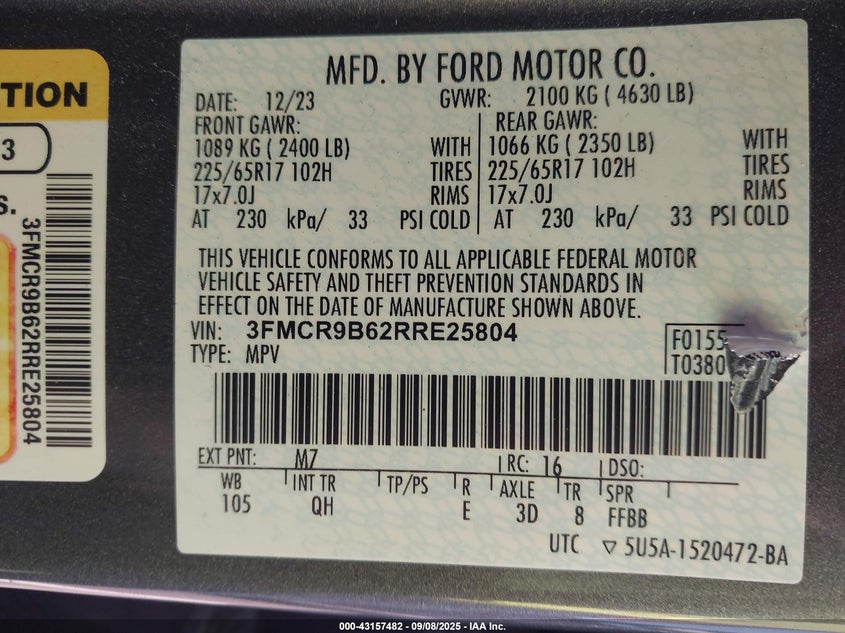 TION
3
S.
3FMCR9B62RRE25804
MFD. BY FORD MOTOR CO.
DATE: 12/23 GVWR: 2100 KG ( 4630 LB)
FRONT GAWR: REAR GAWR:
1089 KG ( 2400 LB) WITH 1066 KG ( 2350 LB) WITH
225/65R17 102H TIRES 225/65R17 102H TIRES
17x7.0J RIMS 17x7.0J RIMS
AT 230 kPa/ 33 PSI COLD AT 230 kPa/ 33 PSI COLD
THIS VEHICLE CONFORMS TO ALL APPLICABLE FEDERAL MOTOR
VEHICLE SAFETY AND THEFT PREVENTION STANDARDS IN
EFFECT ON THE DATE OF MANUFACTURE SHOWN ABOVE.
VIN: 3FMCR9B62RRE25804
F0155
TYPE: MPV
T0380
EXT PNT: M7 RC: 16 DSO:
WB INT TR TP/PS R AXLE TR SPR
105 QH E 3D 8 FFBB
UTC ▽ 5U5A-1520472-BA
000-43157482 - 09/08/2025 - IAA Inc.